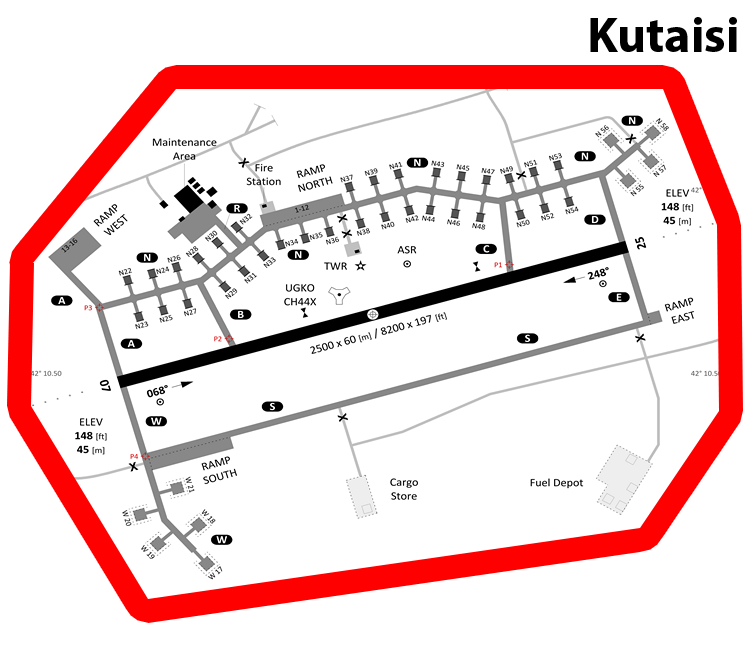 Kutaisi
Maintenance
Area
Fire
Station
RAMP
NORTH
1-12
RAMP
WEST
13-16
N
N 56
N 58
N 57
N 55
N
N
N37
N39
N41
N43
N45
N47
N49
N51
N53
N38
N40
N42
N44
N46
N48
N50
N52
N54
R
N32
N30
N28
N26
N24
N22
N
N34
N35
N36
N
N33
N31
N29
N27
N25
N23
ELEV
148 [ft]
45 [m]
42°
D
C
P1
25
248°
E
RAMP
EAST
ASR
TWR
UGKO
CH44X
A
P3
A
B
P2
2500 x 60 [m] / 8200 x 197 [ft]
S
42° 10.50
42° 10.50
07
068°
S
W
ELEV
148 [ft]
45 [m]
P4
RAMP
SOUTH
W 21
W 20
W 18
W 19
W 17
W
Cargo
Store
Fuel Depot